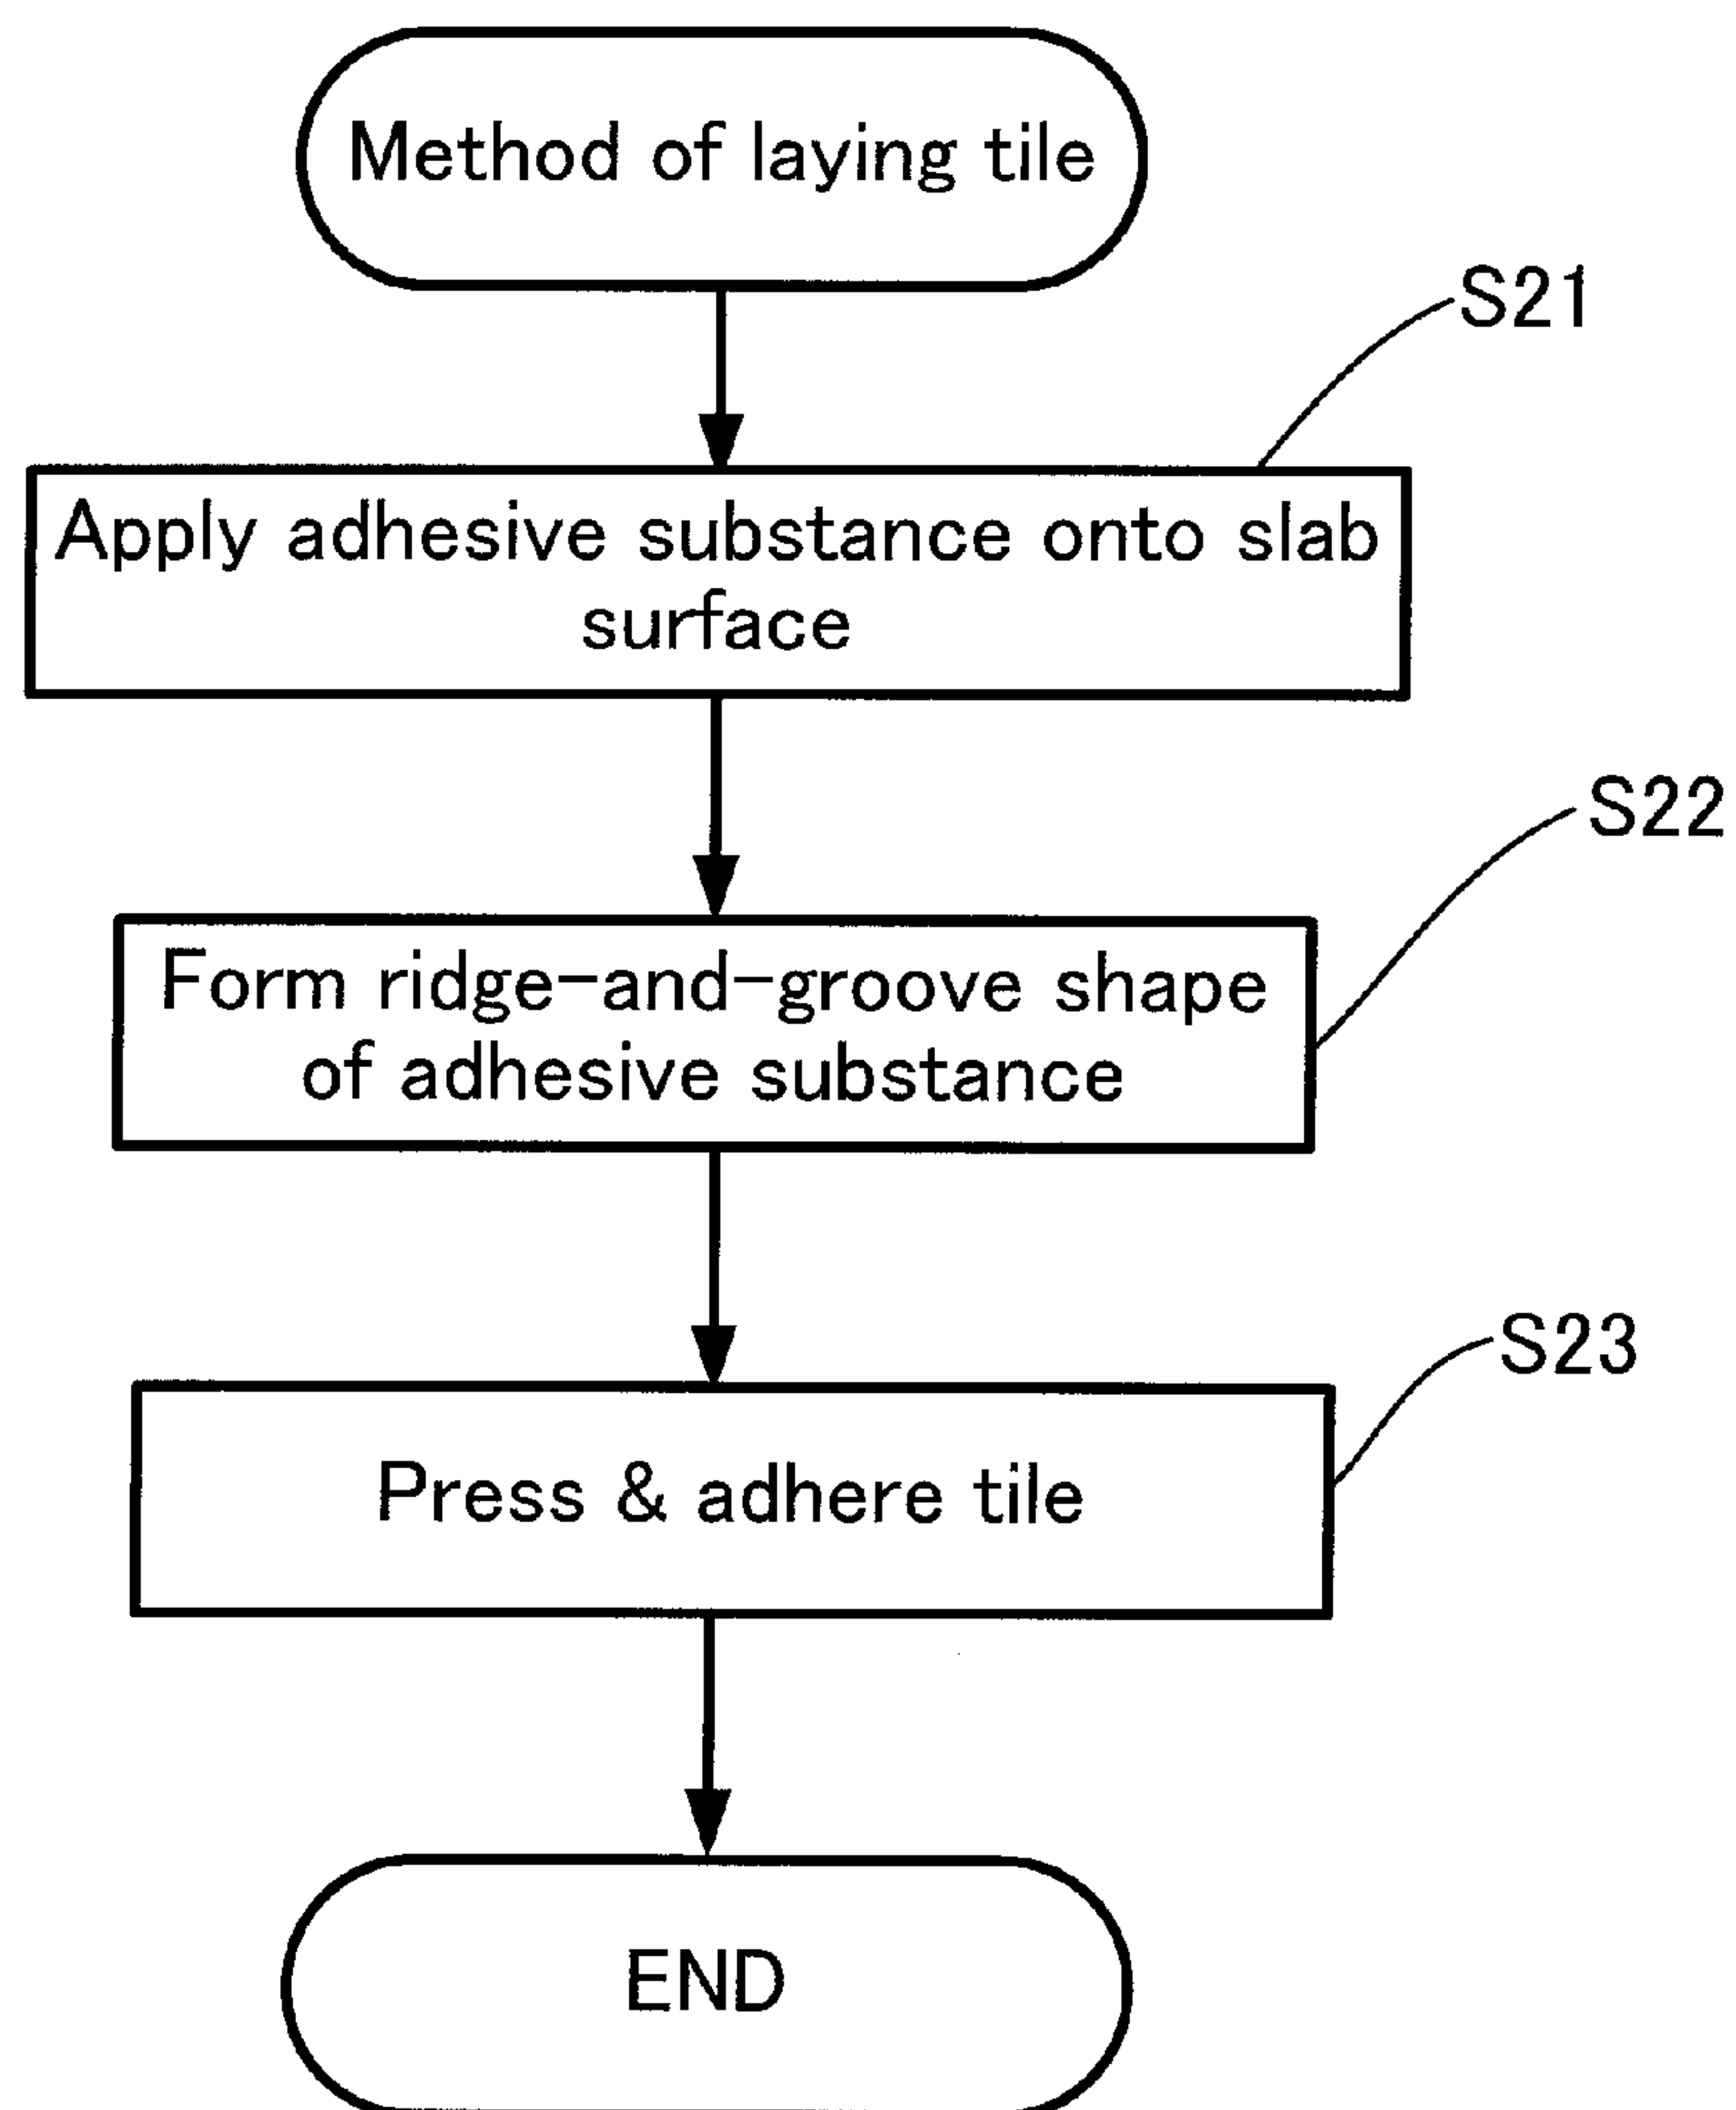 Method of laying tile
S21
Apply adhesive substance onto slab
surface
S22
Form ridge-and-groove shape
of adhesive substance
S23
Press & adhere tile
END